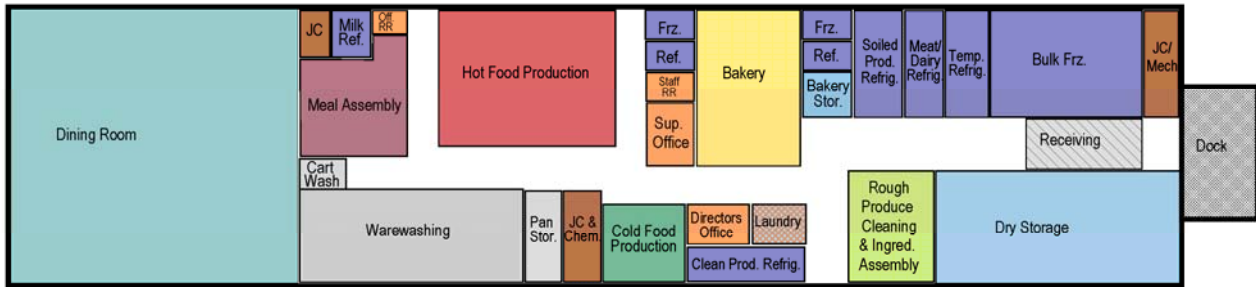 Dining Room
JC
Milk
Ref.
Off
RR
Meal Assembly
Cart
Wash
Warewashing
Hot Food Production
Pan
Stor.
JC &
Chem.
Cold Food
Production
Frz.
Ref.
Staff
RR
Sup.
Office
Bakery
Directors
Office
Laundry
Clean Prod. Refrig.
Frz.
Ref.
Bakery
Stor.
Soiled
Prod.
Refrig.
Meat/
Dairy
Refrig.
Temp.
Refrig.
Bulk Frz.
JC/
Mech
Receiving
Rough
Produce
Cleaning
& Ingred.
Assembly
Dry Storage
Dock